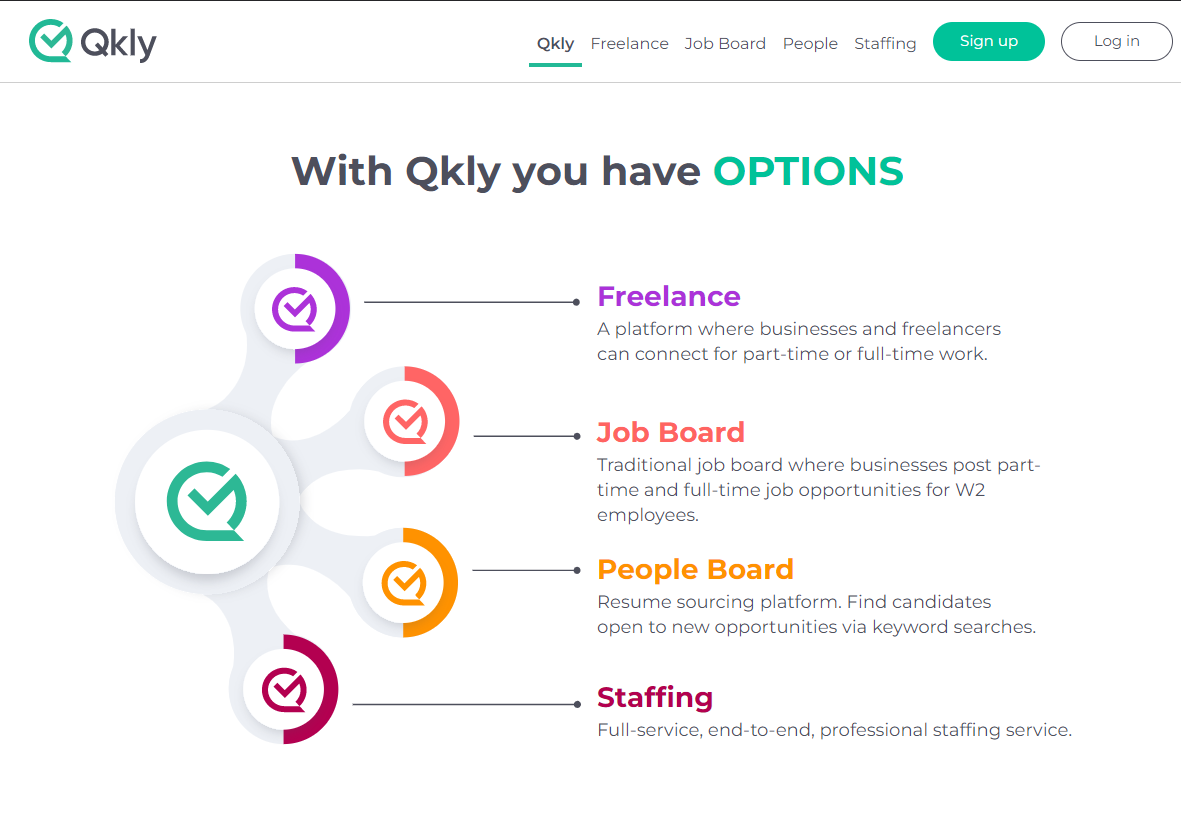 Qkly
Qkly Freelance Job Board People Staffing Sign up Log in
With Qkly you have OPTIONS
Freelance
A platform where businesses and freelancers
can connect for part-time or full-time work.
Job Board
Traditional job board where businesses post part-
time and full-time job opportunities for W2
employees.
People Board
Resume sourcing platform. Find candidates
open to new opportunities via keyword searches.
Staffing
Full-service, end-to-end, professional staffing service.